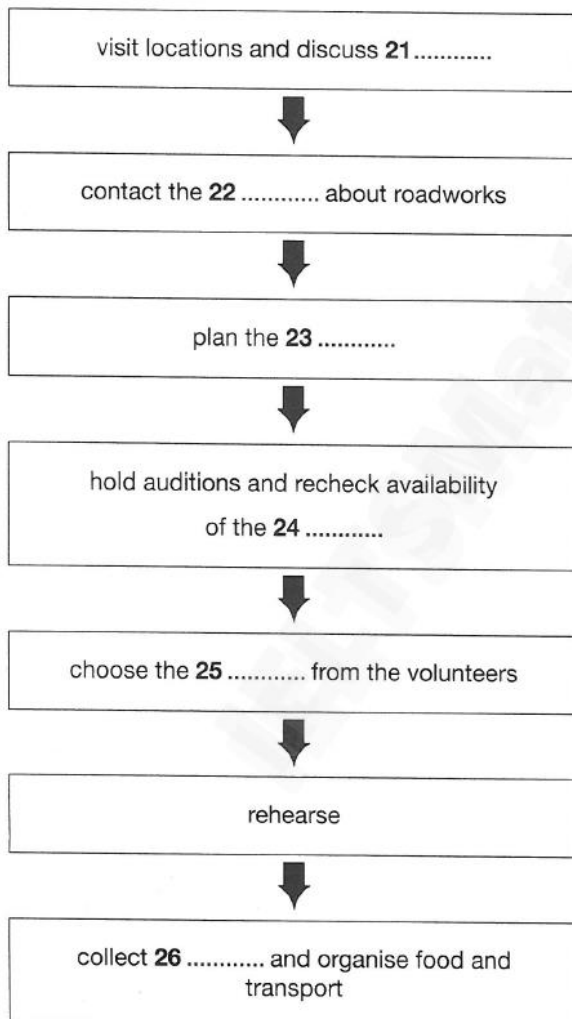 visit locations and discuss 21 ............
contact the 22 ............ about roadworks
plan the 23 ............
hold auditions and recheck availability
of the 24 ............
choose the 25 ............ from the volunteers
rehearse
collect 26 ............ and organise food and
transport